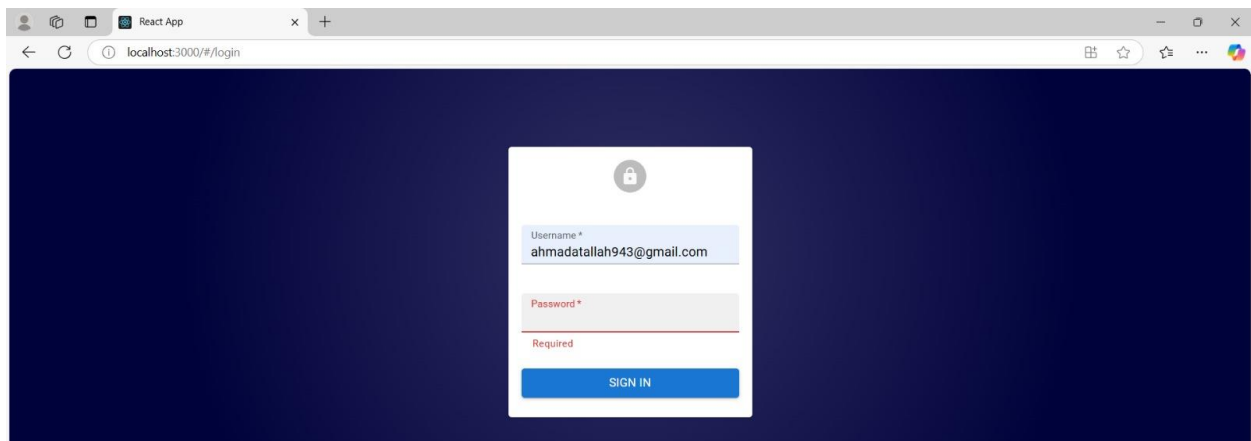 React App
localhost:3000/#/login
Username *
ahmadatallah943@gmail.com
Password *
Required
SIGN IN